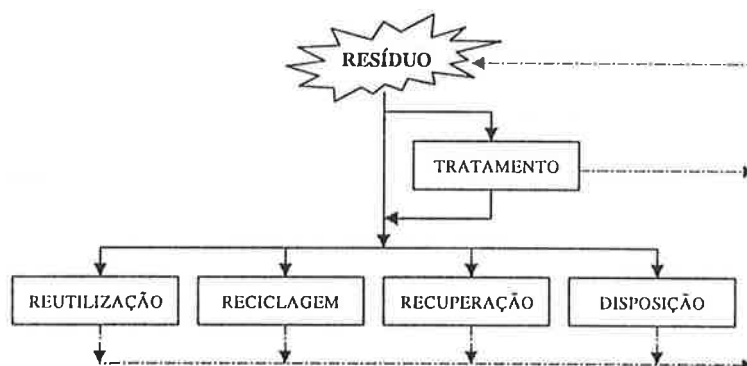 RESÍDUO
TRATAMENTO
REUTILIZAÇÃO
RECICLAGEM
RECUPERAÇÃO
DISPOSIÇÃO